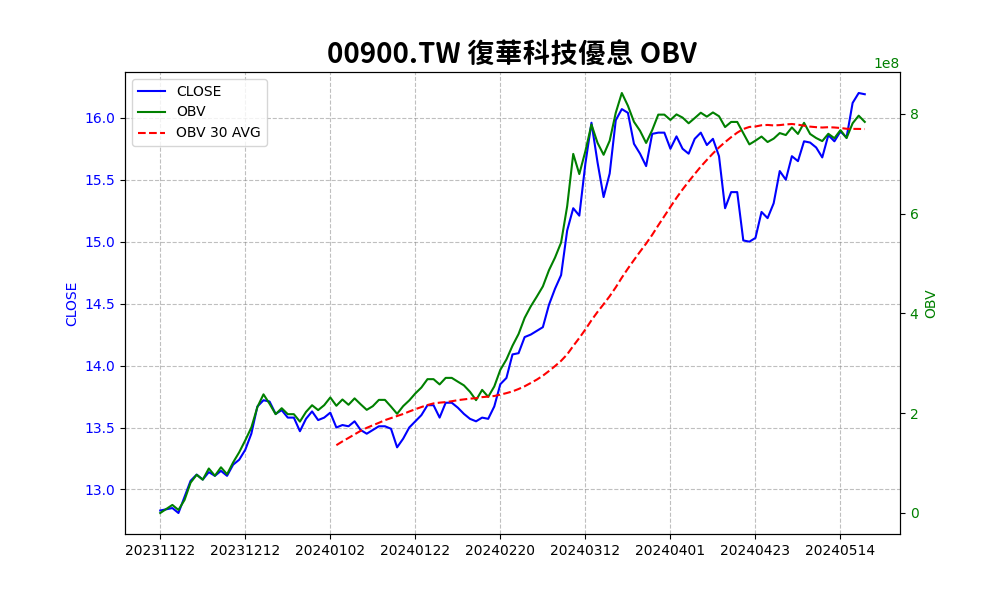 00900.TW 復華科技優息 OBV
1e8
CLOSE
OBV
OBV 30 AVG
16.0
15.5
15.0
14.5
14.0
13.5
13.0
CLOSE
8
6
4
2
0
OBV
20231122 20231212 20240102 20240122 20240220 20240312 20240401 20240423 20240514